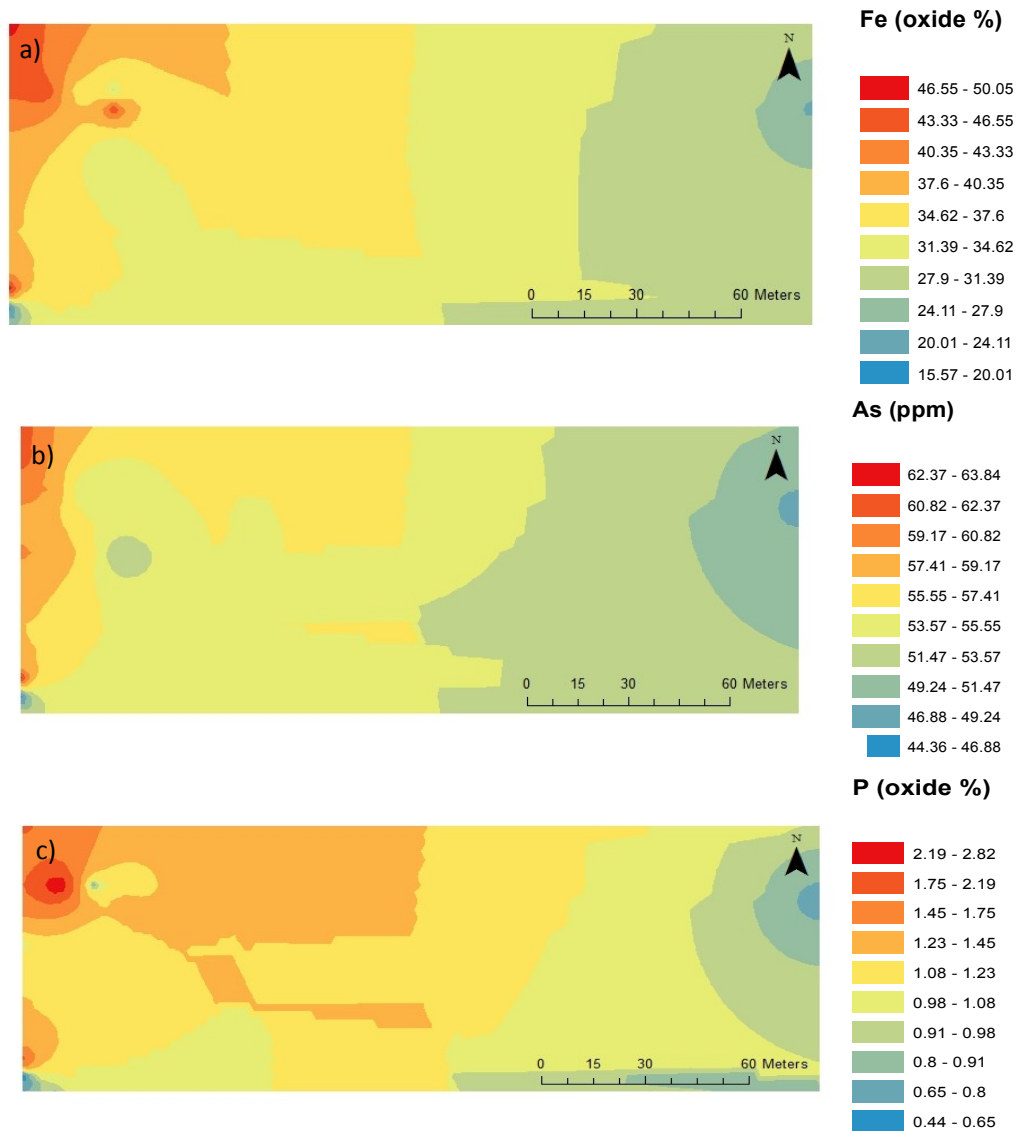 a)
N
0 15 30 60 Meters
Fe (oxide %)
46.55 - 50.05
43.33 - 46.55
40.35 - 43.33
37.6 - 40.35
34.62 - 37.6
31.39 - 34.62
27.9 - 31.39
24.11 - 27.9
20.01 - 24.11
15.57 - 20.01
b)
N
0 15 30 60 Meters
As (ppm)
62.37 - 63.84
60.82 - 62.37
59.17 - 60.82
57.41 - 59.17
55.55 - 57.41
53.57 - 55.55
51.47 - 53.57
49.24 - 51.47
46.88 - 49.24
44.36 - 46.88
c)
N
0 15 30 60 Meters
P (oxide %)
2.19 - 2.82
1.75 - 2.19
1.45 - 1.75
1.23 - 1.45
1.08 - 1.23
0.98 - 1.08
0.91 - 0.98
0.8 - 0.91
0.65 - 0.8
0.44 - 0.65